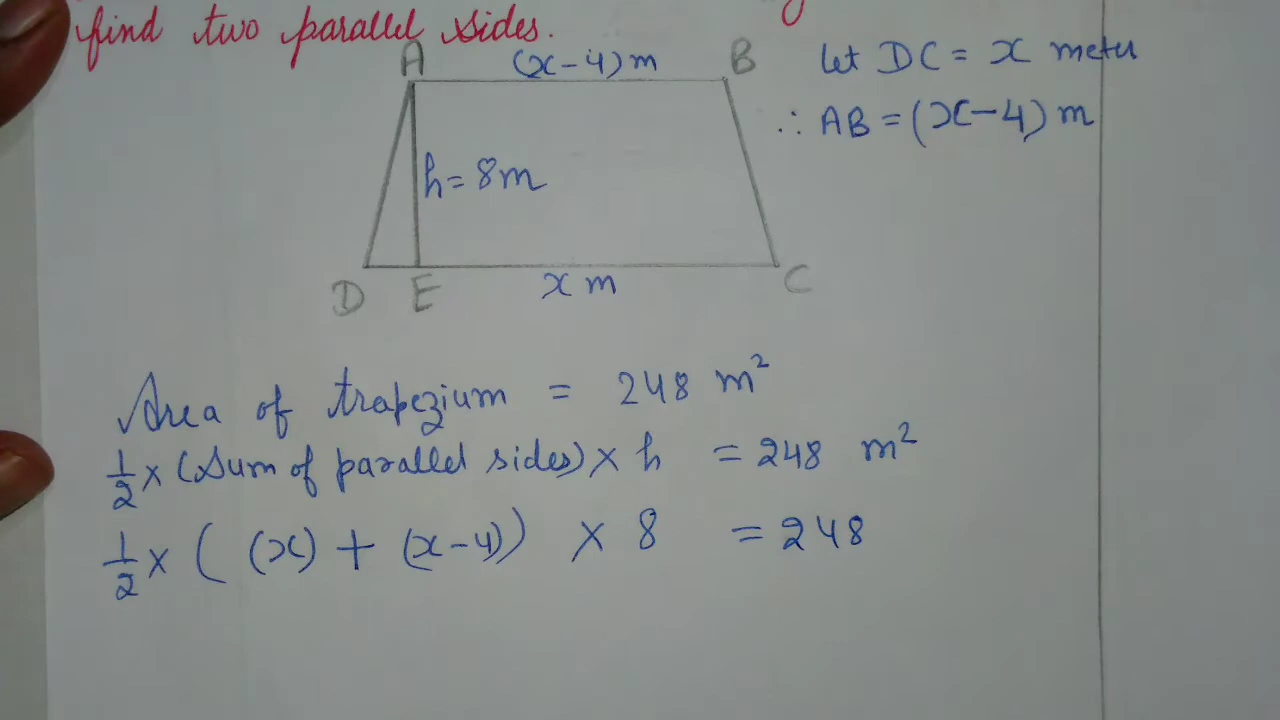 find two parallel sides.
A (x-4)m B
let DC = x meter
∴ AB = (x-4) m
h = 8m
D E x m C
Area of trapezium = 248 m²
1/2 × (Sum of parallel sides) × h = 248 m²
1/2 × ( (x) + (x-4)) × 8 = 248